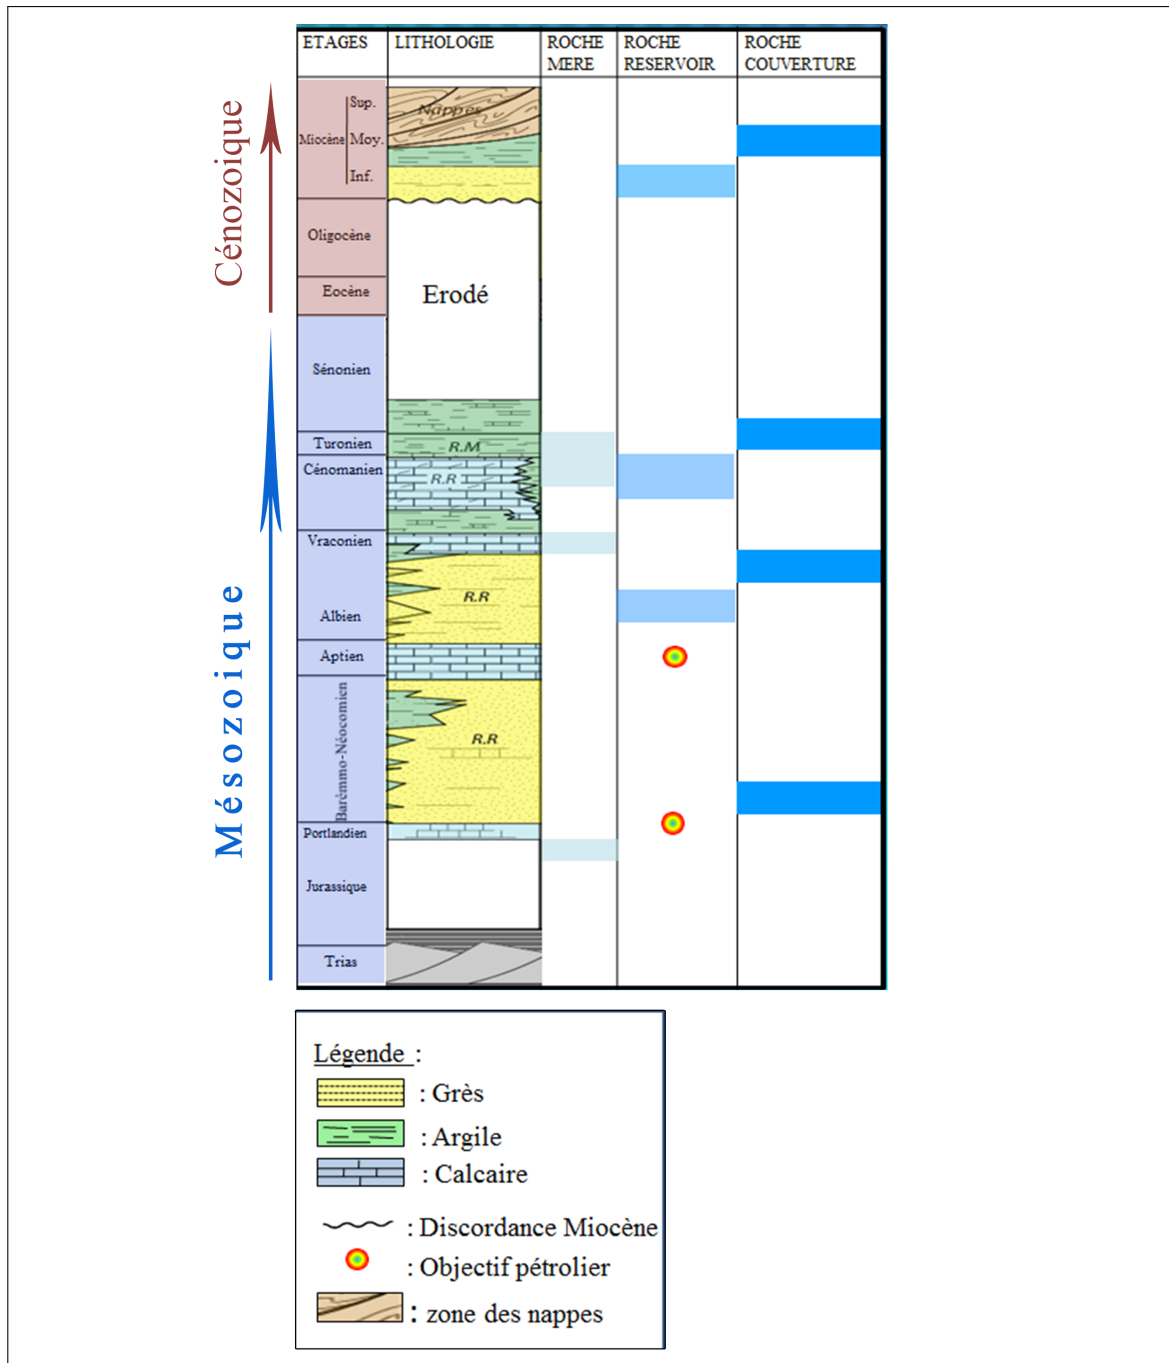 ETAGES
LITHOLOGIE
ROCHE
MERE
ROCHE
RESERVOIR
ROCHE
COUVERTURE
Cénozoique
Mésozoique
Sup.
Miocène
Moy.
Inf.
Nappes
Oligocène
Eocène
Erodé
Sénonien
Turonien
R.M
Cénomanien
R.R
Vraconien
R.R
Albien
Aptien
Barémmo-Néocomien
R.R
Portlandien
Jurassique
Trias
Légende :
: Grès
: Argile
: Calcaire
: Discordance Miocène
: Objectif pétrolier
: zone des nappes